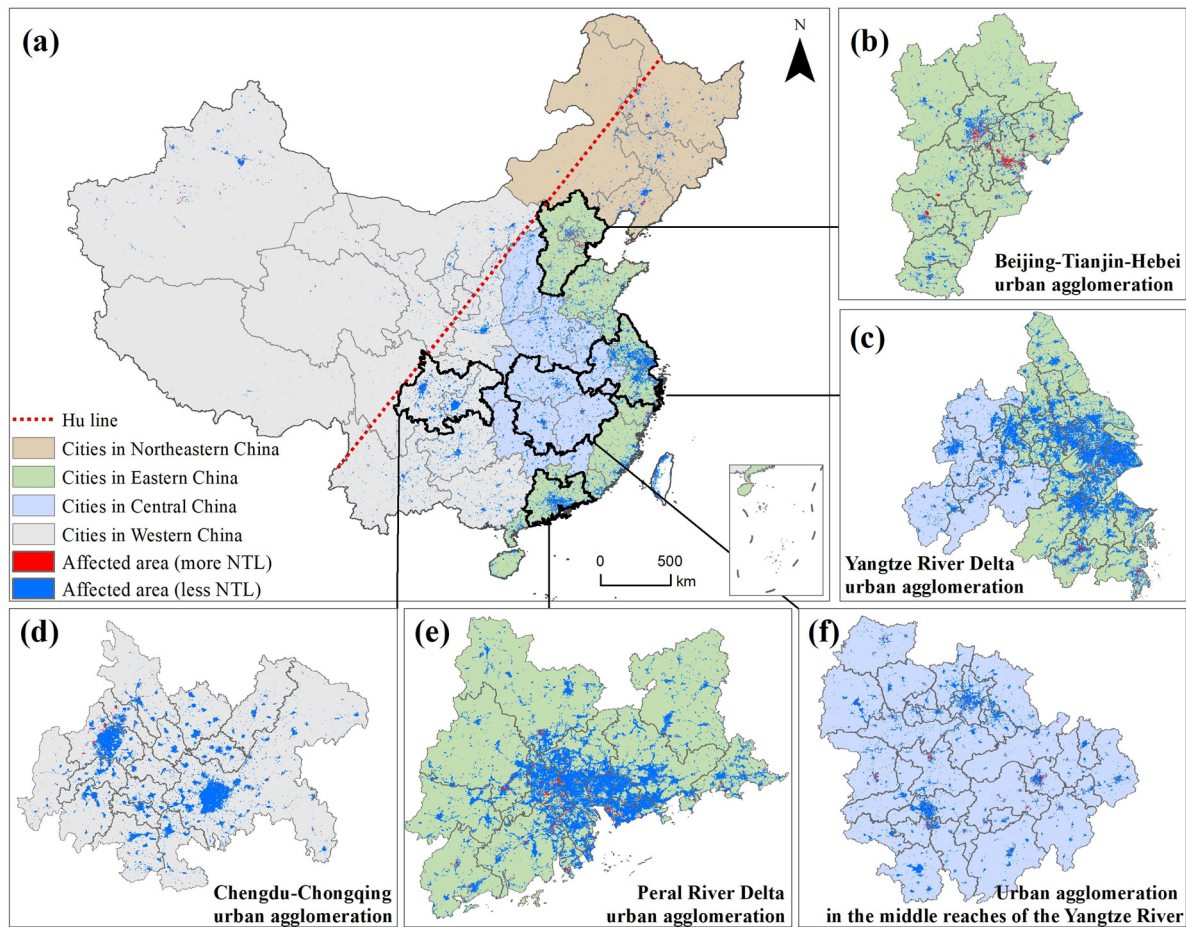 (a)
N
Hu line
Cities in Northeastern China
Cities in Eastern China
Cities in Central China
Cities in Western China
Affected area (more NTL)
Affected area (less NTL)
0 500
km
(b)
Beijing-Tianjin-Hebei
urban agglomeration
(c)
Yangtze River Delta
urban agglomeration
(d)
Chengdu-Chongqing
urban agglomeration
(e)
Peral River Delta
urban agglomeration
(f)
Urban agglomeration
in the middle reaches of the Yangtze River